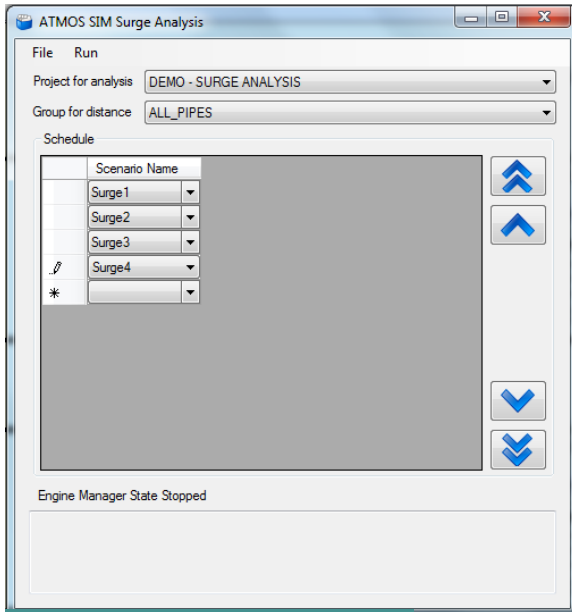 ATMOS SIM Surge Analysis
File Run
Project for analysis DEMO - SURGE ANALYSIS
Group for distance ALL_PIPES
Schedule
Scenario Name
Surge1
Surge2
Surge3
Surge4
Engine Manager State Stopped